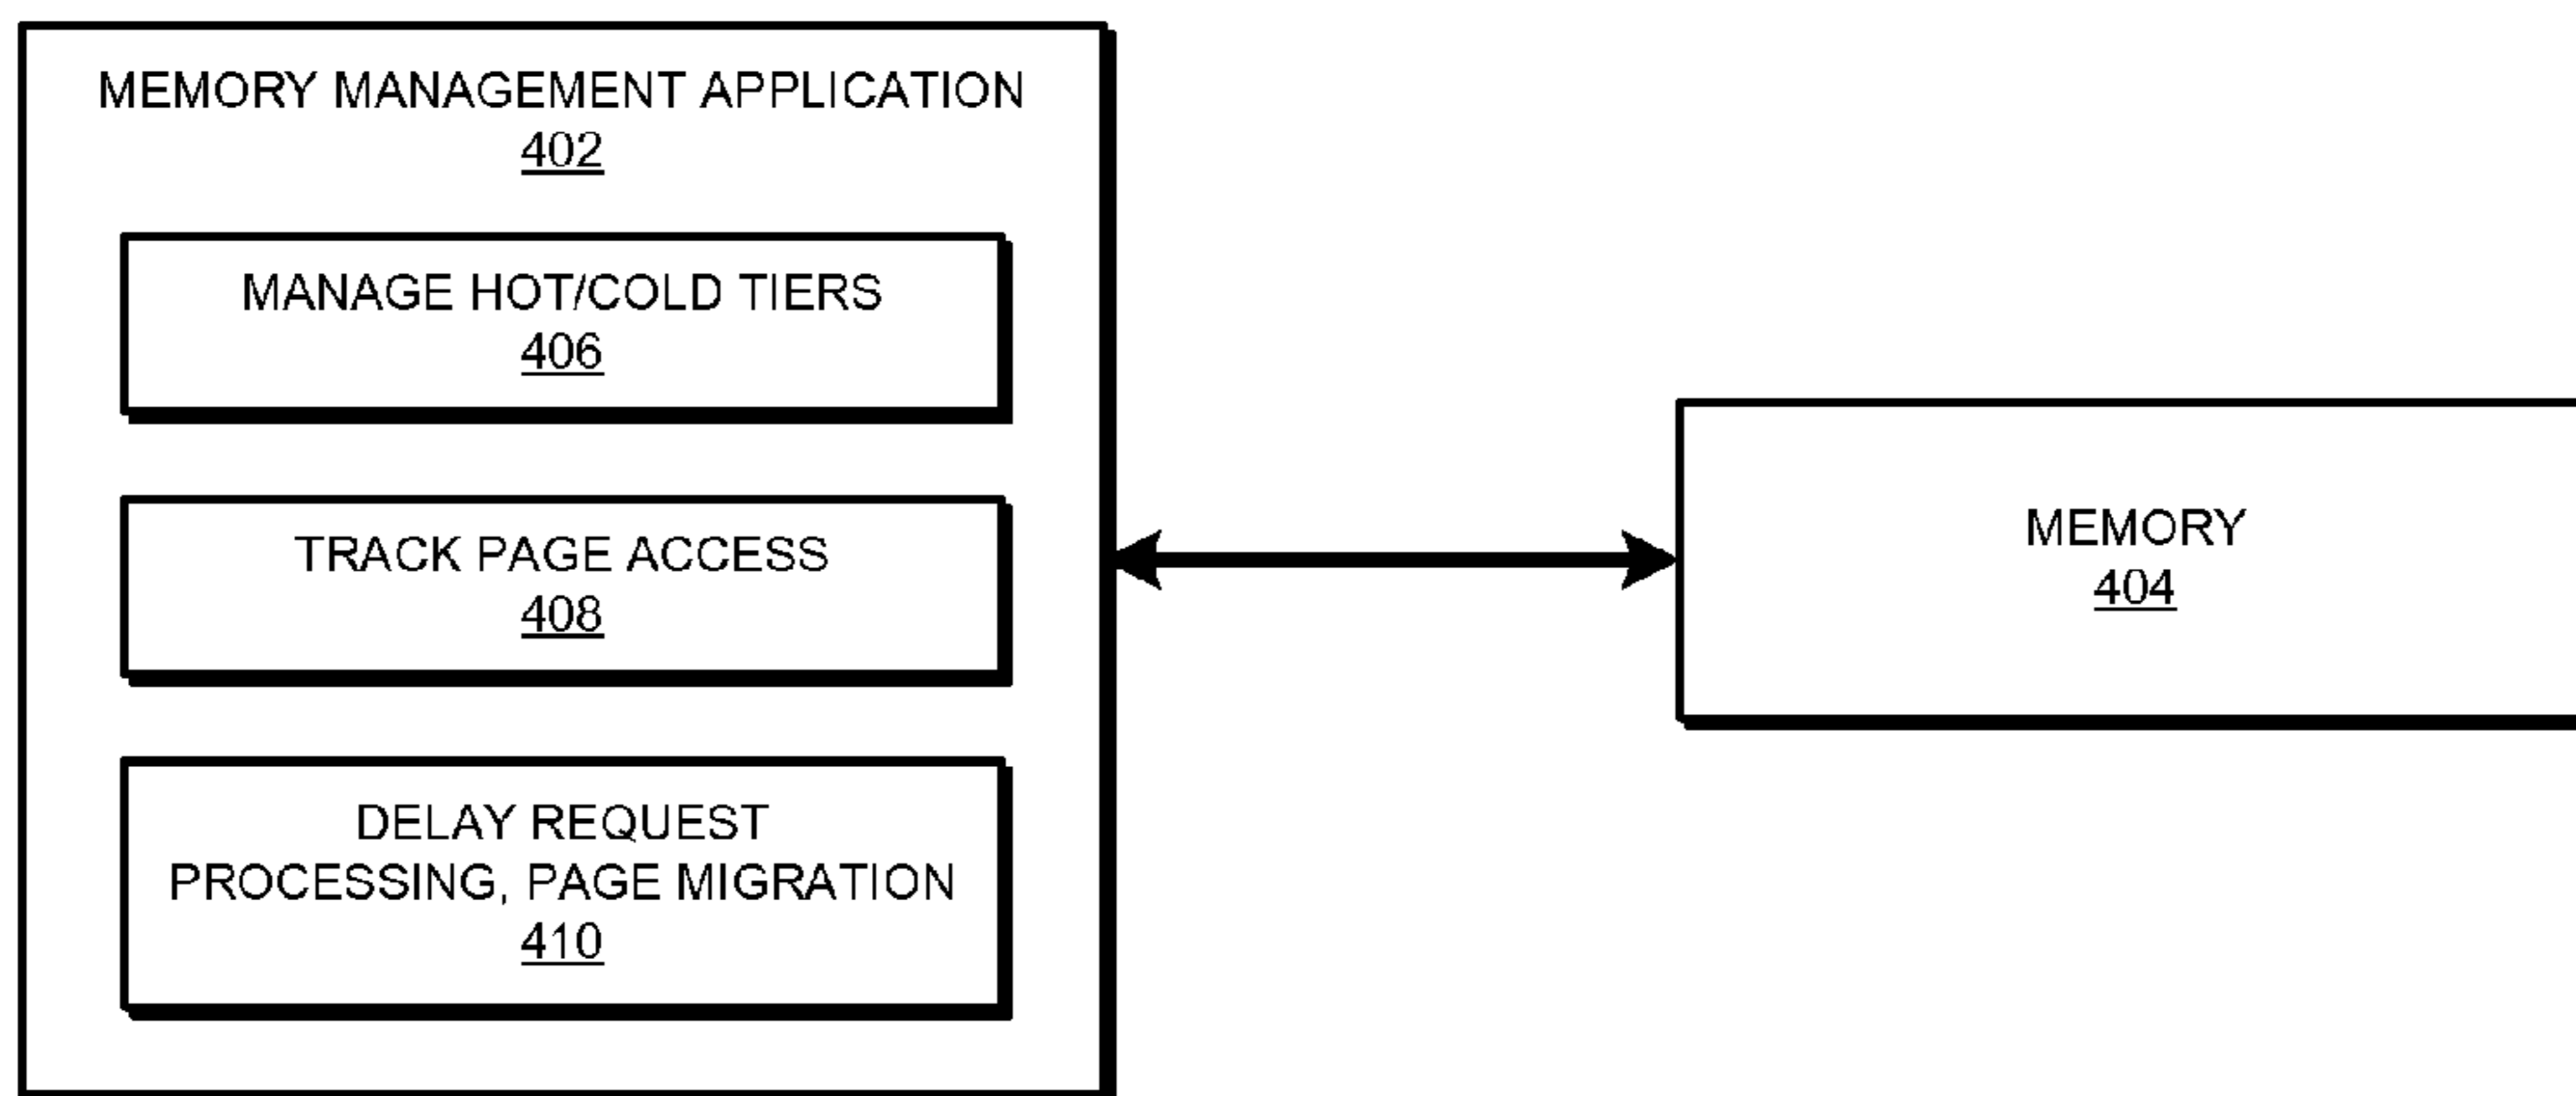 MEMORY MANAGEMENT APPLICATION
402
MANAGE HOT/COLD TIERS
406
TRACK PAGE ACCESS
408
DELAY REQUEST
PROCESSING, PAGE MIGRATION
410
MEMORY
404